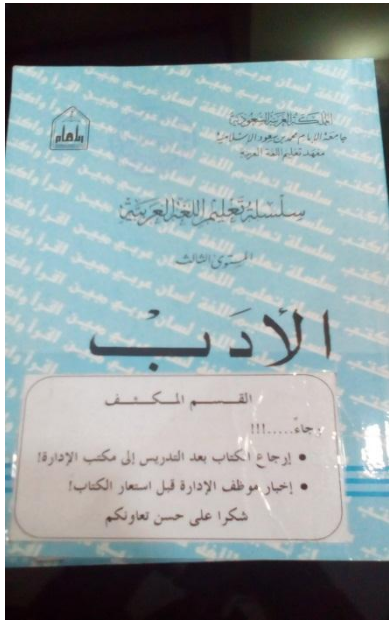 المملكة العربية السعودية
جامعة الإمام محمد بن سعود الإسلامية
معهد تعليم اللغة العربية
سلسلة تعليم اللغة العربية
المستوى الثالث
الأدب
القسم المكثف
رجاءً.....!!!
• إرجاع الكتاب بعد التدريس إلى مكتب الإدارة!
• إخبار موظف الإدارة قبل استعار الكتاب!
شكرا على حسن تعاونكم